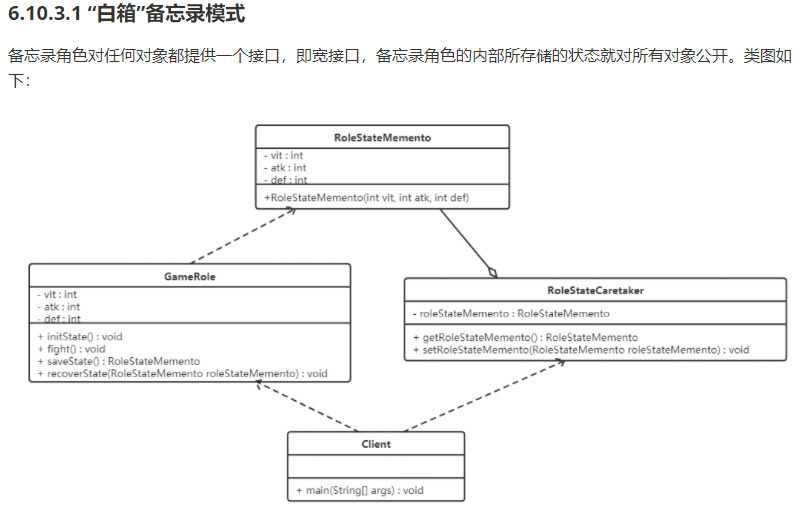 6.10.3.1 “白箱”备忘录模式
备忘录角色对任何对象都提供一个接口，即宽接口，备忘录角色的内部所存储的状态就对所有对象公开。类图如
下：
RoleStateMemento
- vit : int
- atk : int
- def : int
+RoleStateMemento(int vit, int atk, int def)
GameRole
- vit : int
- atk : int
- def : int
+ initState() : void
+ fight() : void
+ saveState() : RoleStateMemento
+ recoverState(RoleStateMemento roleStateMemento) : void
RoleStateCaretaker
- roleStateMemento : RoleStateMemento
+ getRoleStateMemento() : RoleStateMemento
+ setRoleStateMemento(RoleStateMemento roleStateMemento) : void
Client
+ main(String[] args) : void